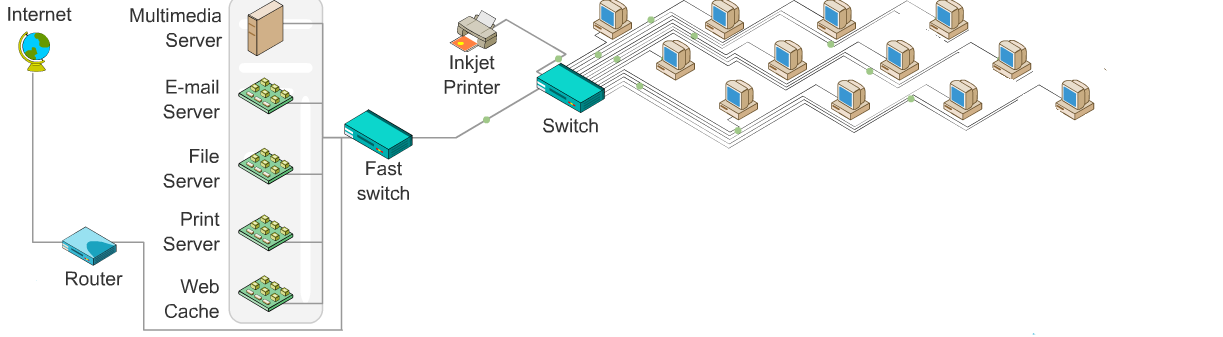 Internet
Multimedia
Server
E-mail
Server
File
Server
Print
Server
Web
Cache
Router
Fast
switch
Inkjet
Printer
Switch